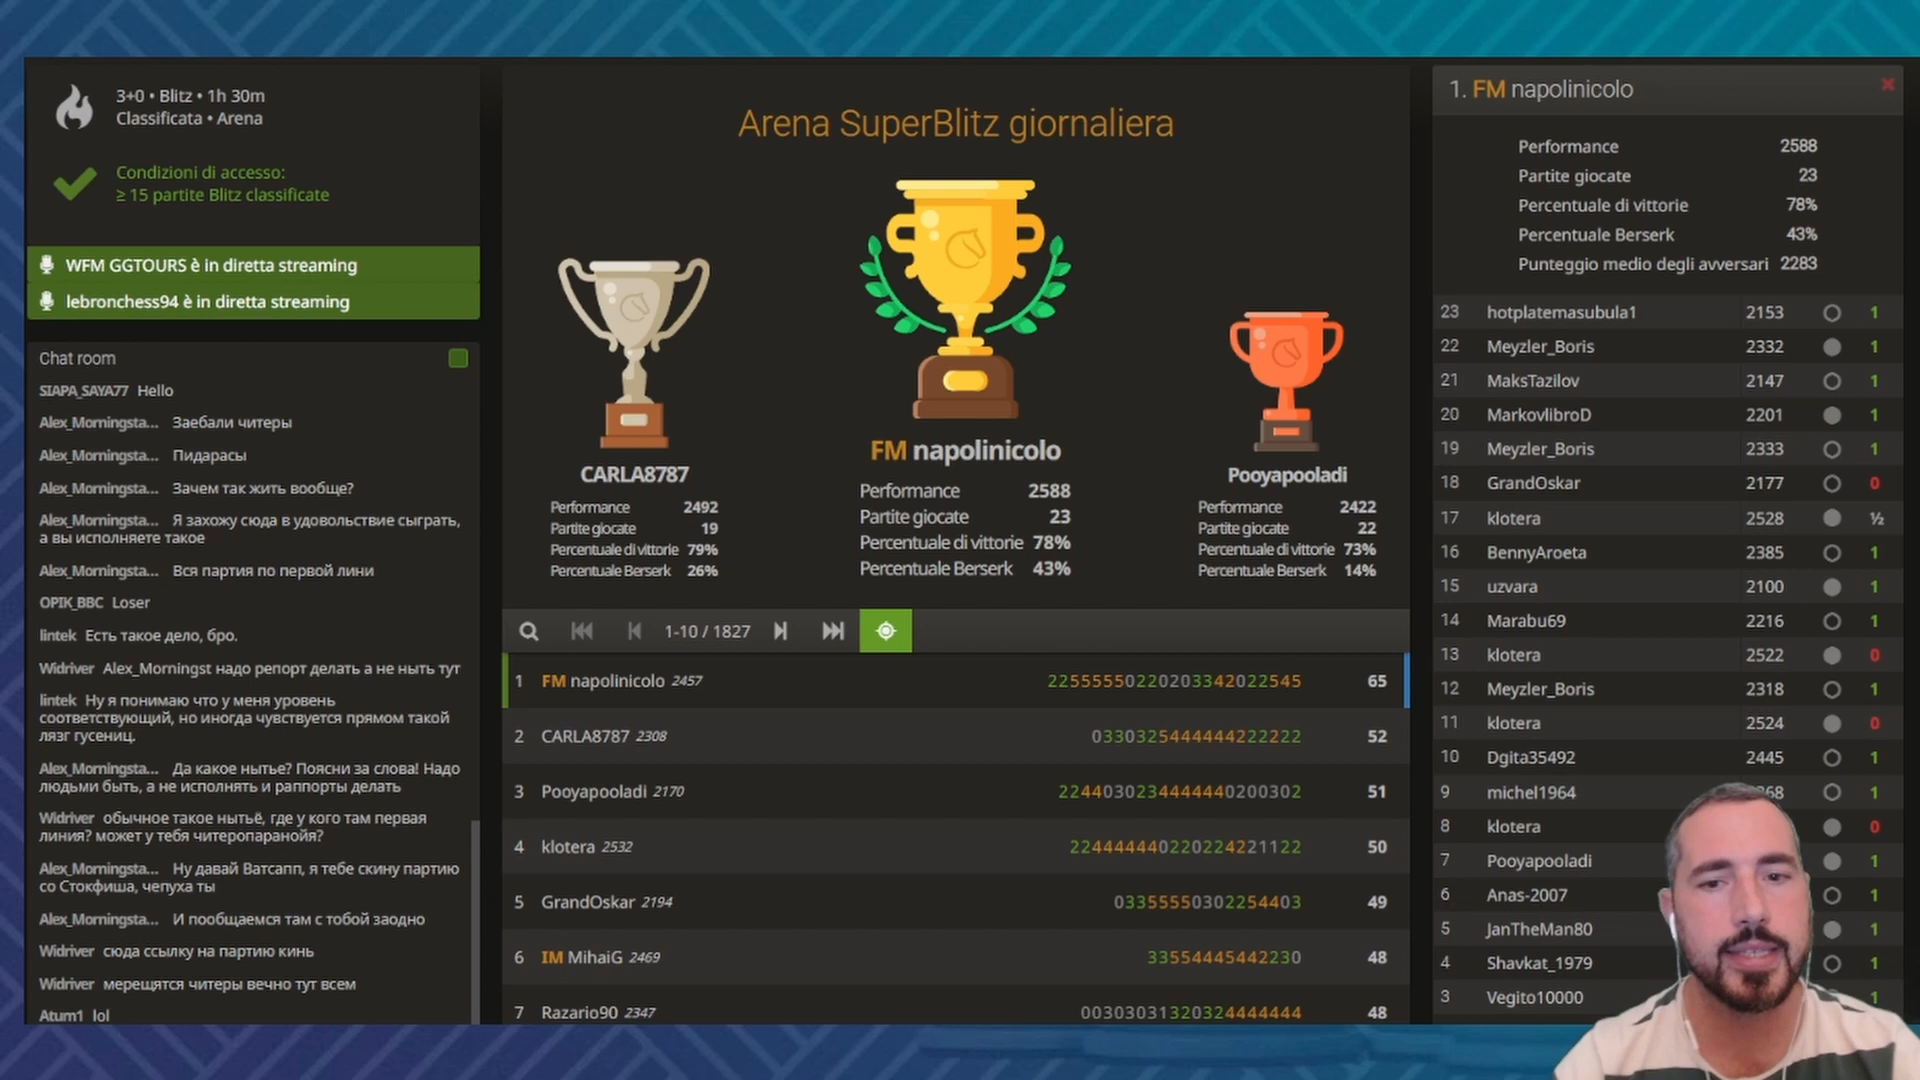 3+0 • Blitz • 1h 30m
Classificata • Arena
Condizioni di accesso:
≥ 15 partite Blitz classificate
WFM GGTOURS è in diretta streaming
lebronchess94 è in diretta streaming
Chat room
SIAPA_SAYA77 Hello
Alex_Morningsta... Заебали читеры
Alex_Morningsta... Пидарасы
Alex_Morningsta... Зачем так жить вообще?
Alex_Morningsta... Я захожу сюда в удовольствие сыграть,
а вы исполняете такое
Alex_Morningsta... Вся партия по первой лини
OPIK_BBC Loser
lintek Есть такое дело, бро.
Widriver Alex_Morningst надо репорт делать а не ныть тут
lintek Ну я понимаю что у меня уровень
соответствующий, но иногда чувствуется прямом такой
лязг гусениц.
Alex_Morningsta... Да какое нытье? Поясни за слова! Надо
людьми быть, а не исполнять и раппорты делать
Widriver обычное такое нытьё, где у кого там первая
линия? может у тебя читеропаранойя?
Alex_Morningsta... Ну давай Ватсапп, я тебе скину партию
со Стокфиша, чепуха ты
Alex_Morningsta... И пообщаемся там с тобой заодно
Widriver сюда ссылку на партию кинь
Widriver мерещятся читеры вечно тут всем
Atum1 lol
Arena SuperBlitz giornaliera
CARLA8787
Performance 2492
Partite giocate 19
Percentuale di vittorie 79%
Percentuale Berserk 26%
FM napolinicolo
Performance 2588
Partite giocate 23
Percentuale di vittorie 78%
Percentuale Berserk 43%
Pooyapooladi
Performance 2422
Partite giocate 22
Percentuale di vittorie 73%
Percentuale Berserk 14%
1-10 / 1827
1 FM napolinicolo 2457 22555550220203342022545 65
2 CARLA8787 2308 0330325444444222222 52
3 Pooyapooladi 2170 2244030234444440200302 51
4 klotera 2532 224444440220224221122 50
5 GrandOskar 2194 03355550302254403 49
6 IM MihaiG 2469 33554445442230 48
7 Razario90 2347 00303031320324444444 48
1. FM napolinicolo
Performance 2588
Partite giocate 23
Percentuale di vittorie 78%
Percentuale Berserk 43%
Punteggio medio degli avversari 2283
23 hotplatemasubula1 2153 1
22 Meyzler_Boris 2332 1
21 MaksTazilov 2147 1
20 MarkovlibroD 2201 1
19 Meyzler_Boris 2333 1
18 GrandOskar 2177 0
17 klotera 2528 ½
16 BennyAroeta 2385 1
15 uzvara 2100 1
14 Marabu69 2216 1
13 klotera 2522 0
12 Meyzler_Boris 2318 1
11 klotera 2524 0
10 Dgita35492 2445 1
9 michel1964 1
8 klotera 0
7 Pooyapooladi 1
6 Anas-2007 1
5 JanTheMan80 1
4 Shavkat_1979 1
3 Vegito10000 1